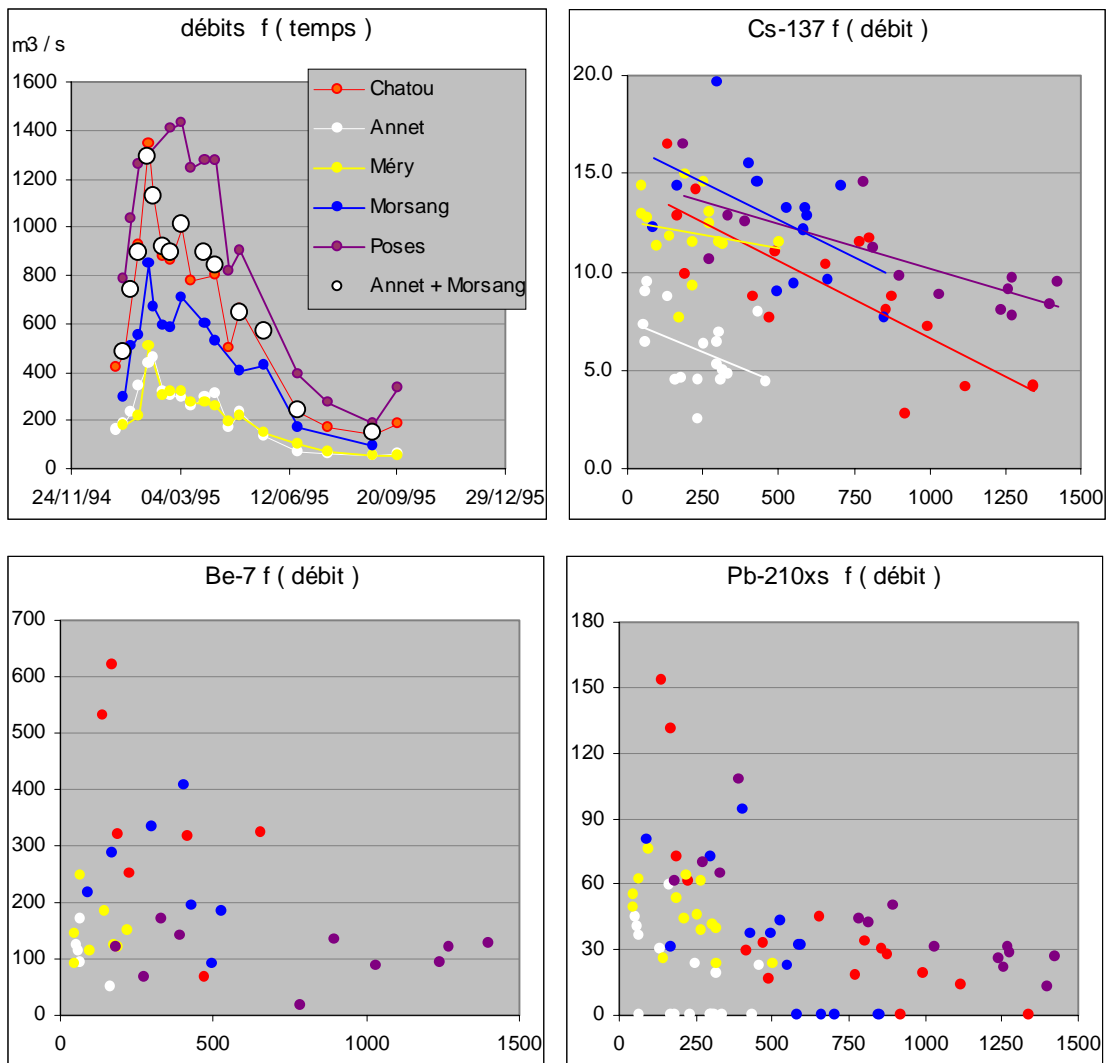 débits f ( temps )
m3 / s
1600
1400
1200
1000
800
600
400
200
0
24/11/94 04/03/95 12/06/95 20/09/95 29/12/95
Chatou
Annet
Méry
Morsang
Poses
Annet + Morsang
Cs-137 f ( débit )
20.0
15.0
10.0
5.0
0.0
0 250 500 750 1000 1250 1500
Be-7 f ( débit )
700
600
500
400
300
200
100
0
0 500 1000 1500
Pb-210xs f ( débit )
180
150
120
90
60
30
0
0 250 500 750 1000 1250 1500